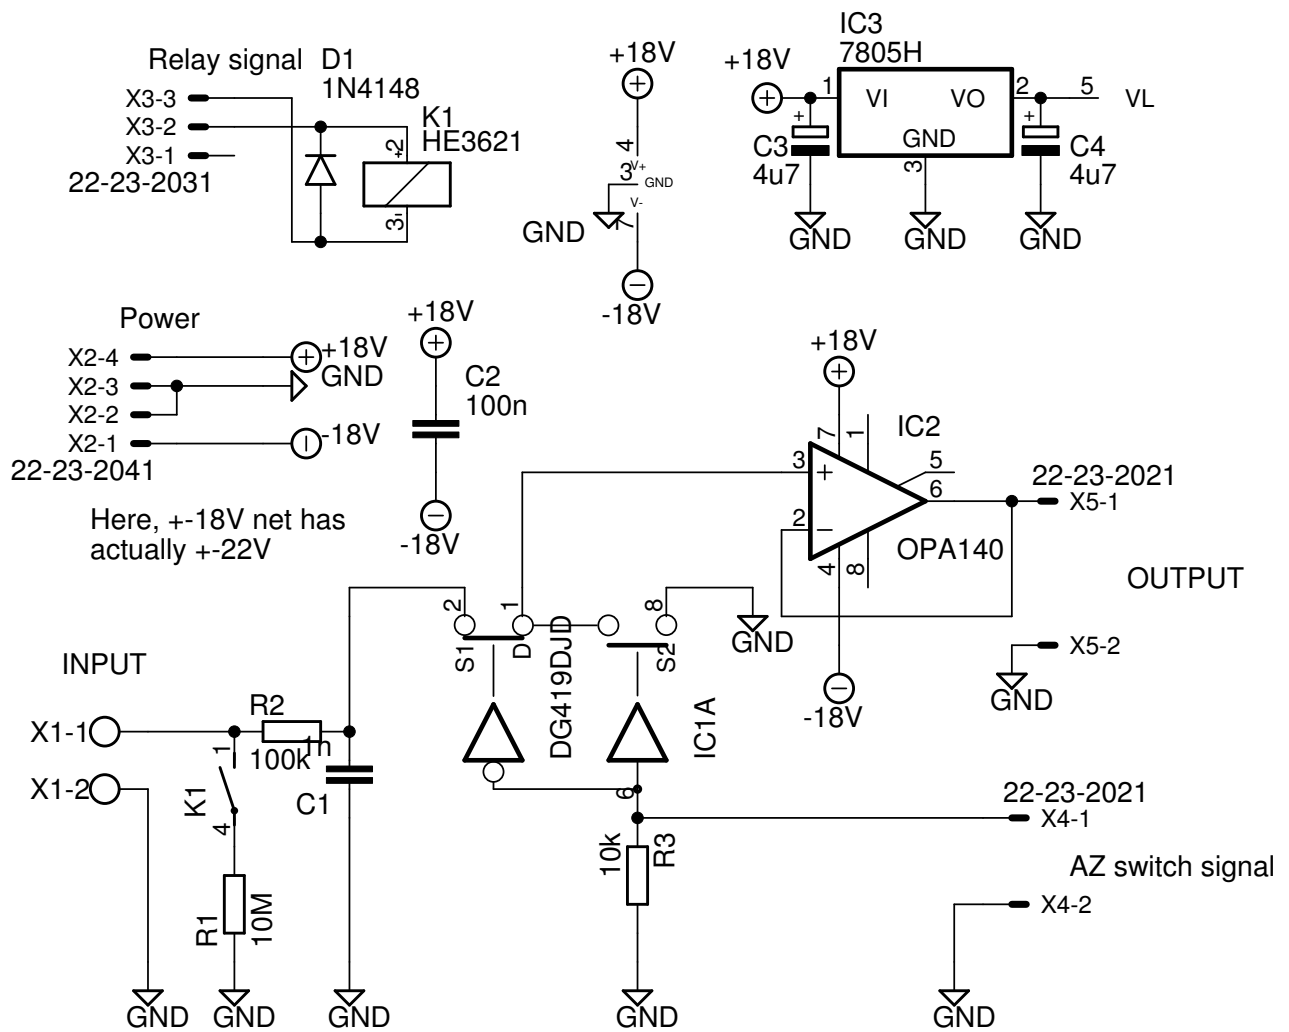 Relay signal
X3-3
X3-2
X3-1
22-23-2031
D1
1N4148
K1
HE3621
2
3
+18V
4
V+
3
GND
V-
7
GND
-18V
IC3
7805H
+18V
1
VI
VO
2
5
VL
GND
3
+
C3
4u7
+
C4
4u7
GND
GND
GND
Power
X2-4
X2-3
X2-2
X2-1
22-23-2041
+18V
GND
-18V
Here, +-18V net has
actually +-22V
+18V
C2
100n
-18V
+18V
7
1
IC2
3
5
6
2
OPA140
4
8
-18V
22-23-2021
X5-1
OUTPUT
X5-2
GND
2
1
8
S1
D
DG419DJD
S2
GND
IC1A
6
INPUT
X1-1
X1-2
R2
100k
1n
C1
1
K1
4
R1
10M
10k
R3
22-23-2021
X4-1
AZ switch signal
X4-2
GND
GND
GND
GND
GND